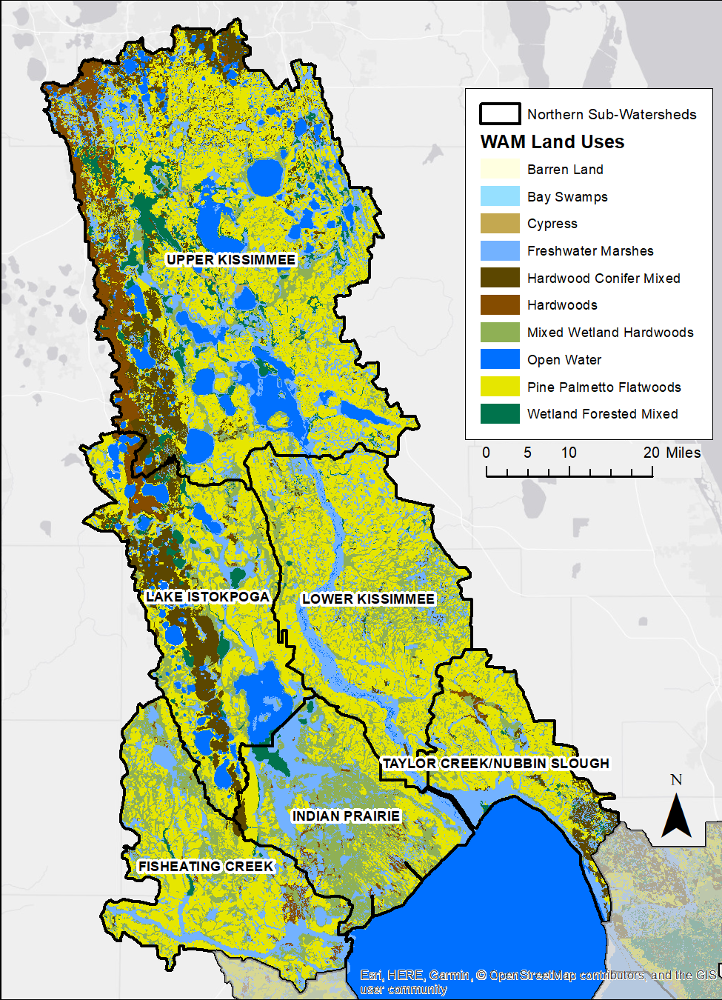 Northern Sub-Watersheds
WAM Land Uses
Barren Land
Bay Swamps
Cypress
Freshwater Marshes
Hardwood Conifer Mixed
Hardwoods
Mixed Wetland Hardwoods
Open Water
Pine Palmetto Flatwoods
Wetland Forested Mixed
0 5 10 20 Miles
UPPER KISSIMMEE
LAKE ISTOKPOGA
LOWER KISSIMMEE
TAYLOR CREEK/NUBBIN SLOUGH
N
INDIAN PRAIRIE
FISHEATING CREEK
Esri, HERE, Garmin, © OpenStreetMap contributors, and the GIS
user community